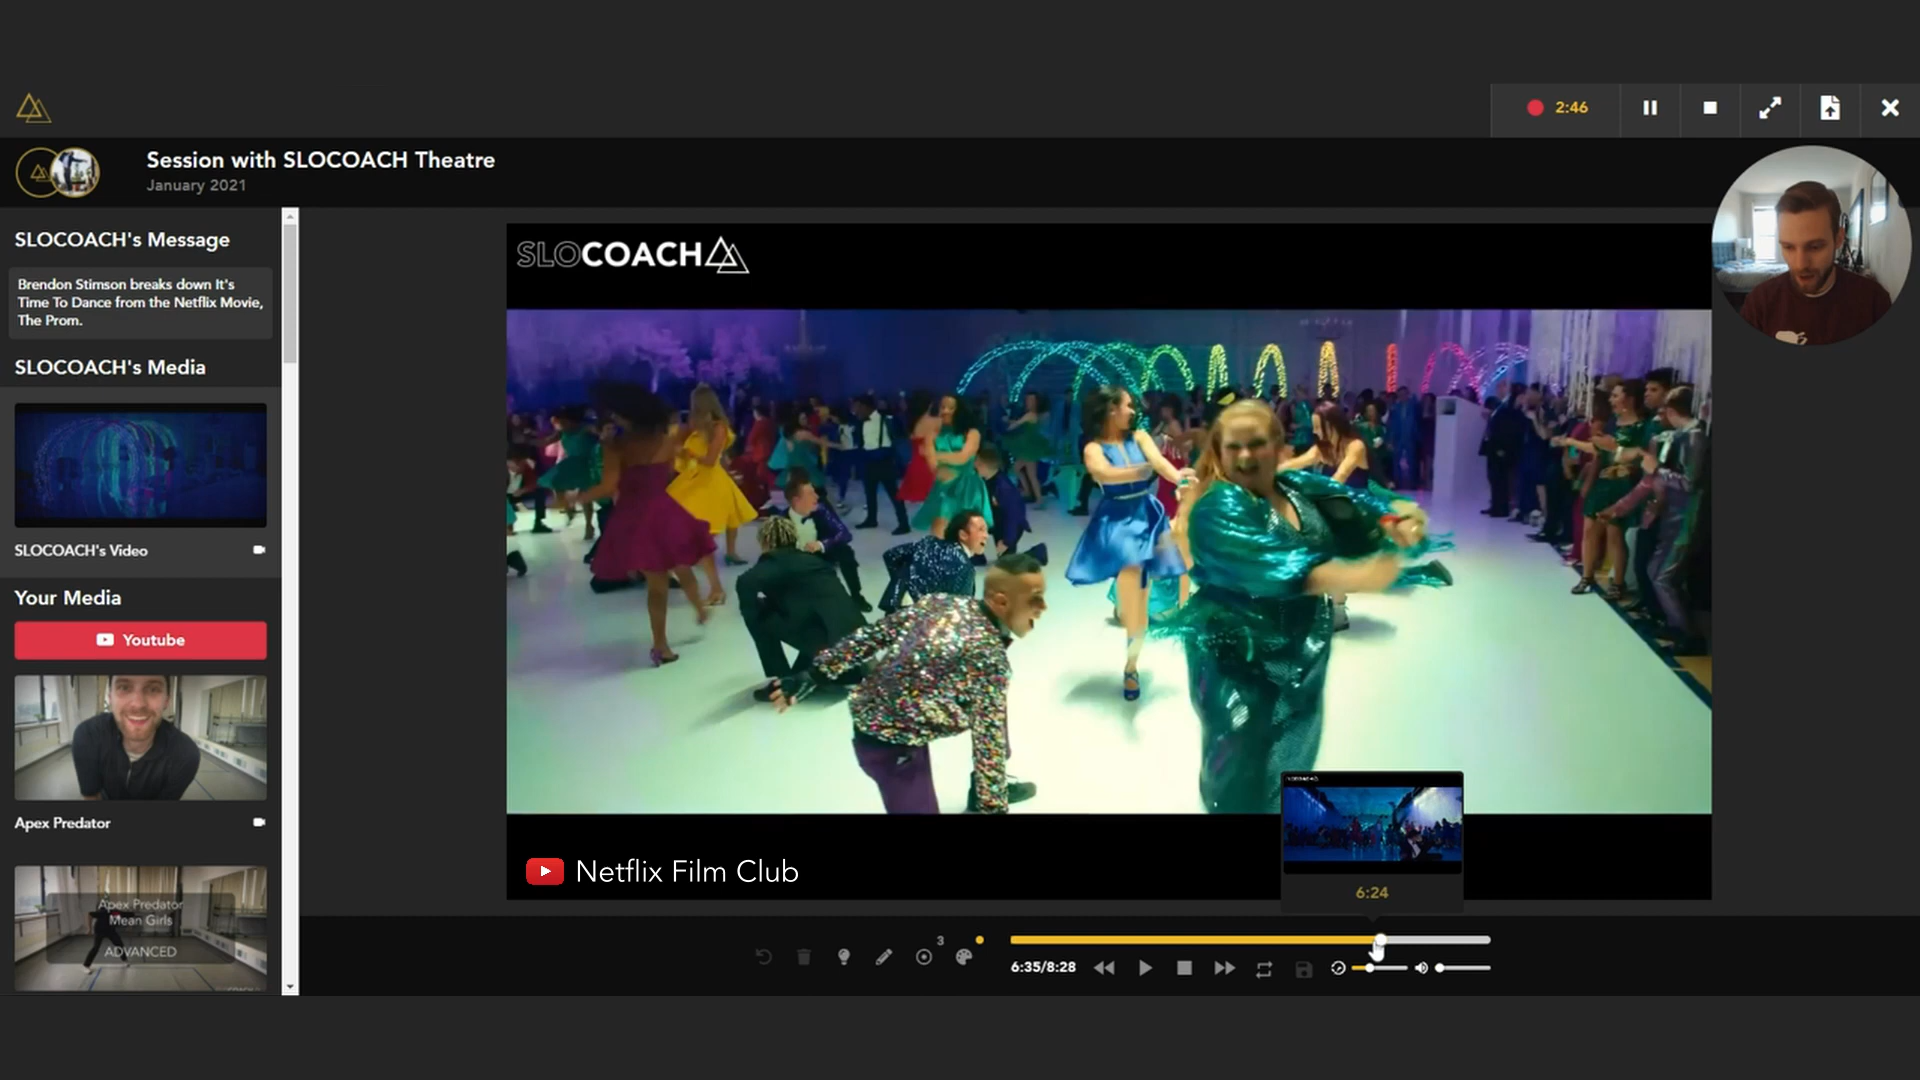 2:46
Session with SLOCOACH Theatre
January 2021
SLOCOACH's Message
Brendon Stimson breaks down It's
Time To Dance from the Netflix Movie,
The Prom.
SLOCOACH's Media
SLOCOACH's Video
Your Media
Youtube
Apex Predator
Apex Predator
Mean Girls
ADVANCED
SLOCOACH
Netflix Film Club
6:24
3
6:35/8:28